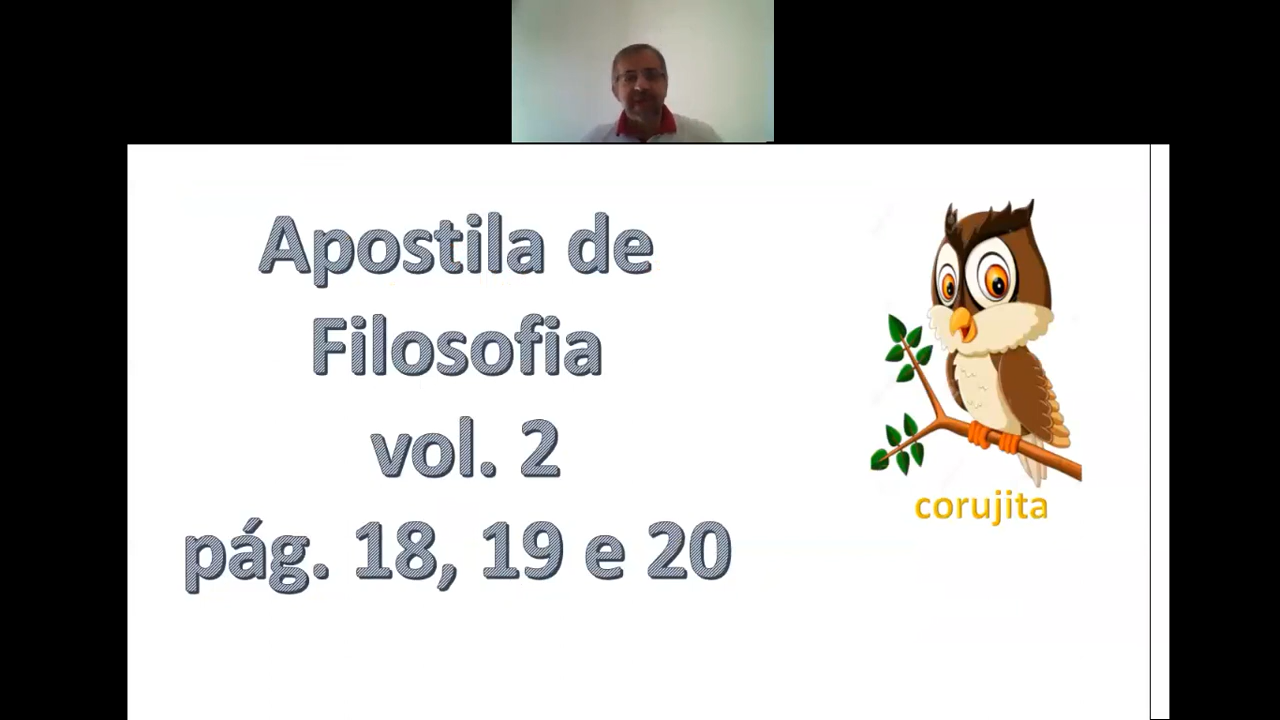 Apostila de
Filosofia
vol. 2
pág. 18, 19 e 20
corujita